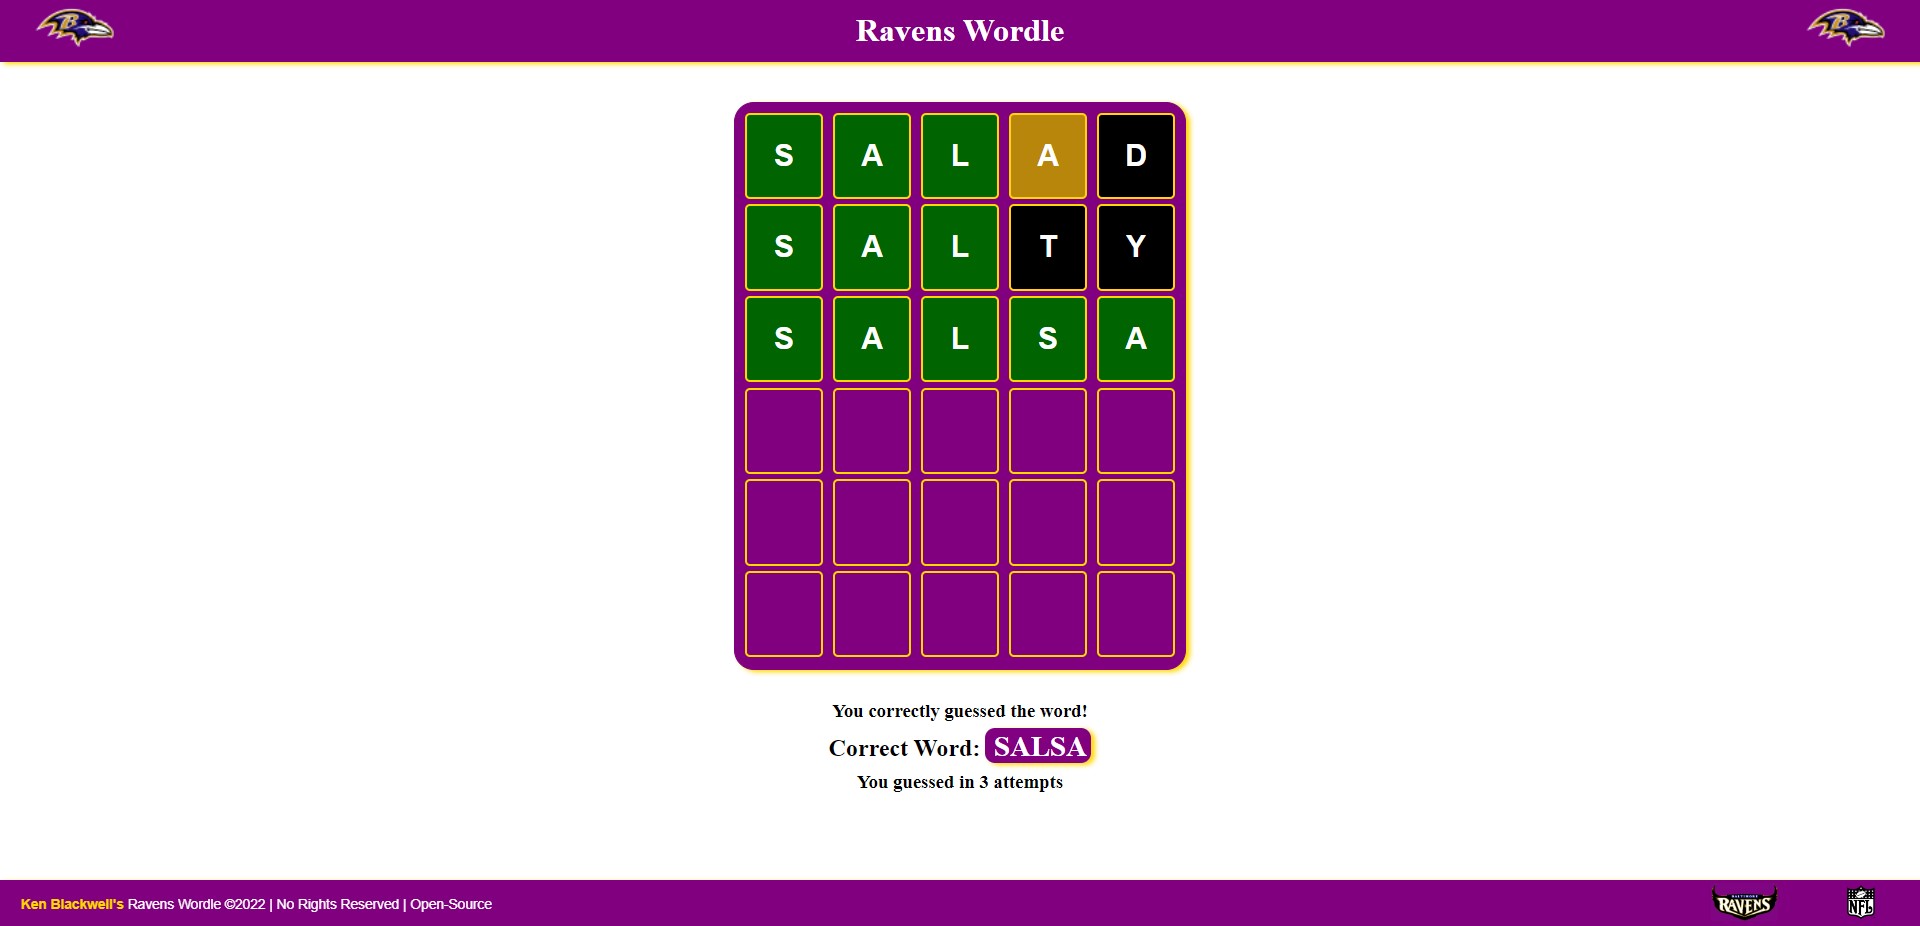 Ravens Wordle
S A L A D
S A L T Y
S A L S A
You correctly guessed the word!
Correct Word: SALSA
You guessed in 3 attempts
Ken Blackwell's Ravens Wordle ©2022 | No Rights Reserved | Open-Source
RAVENS
NFL